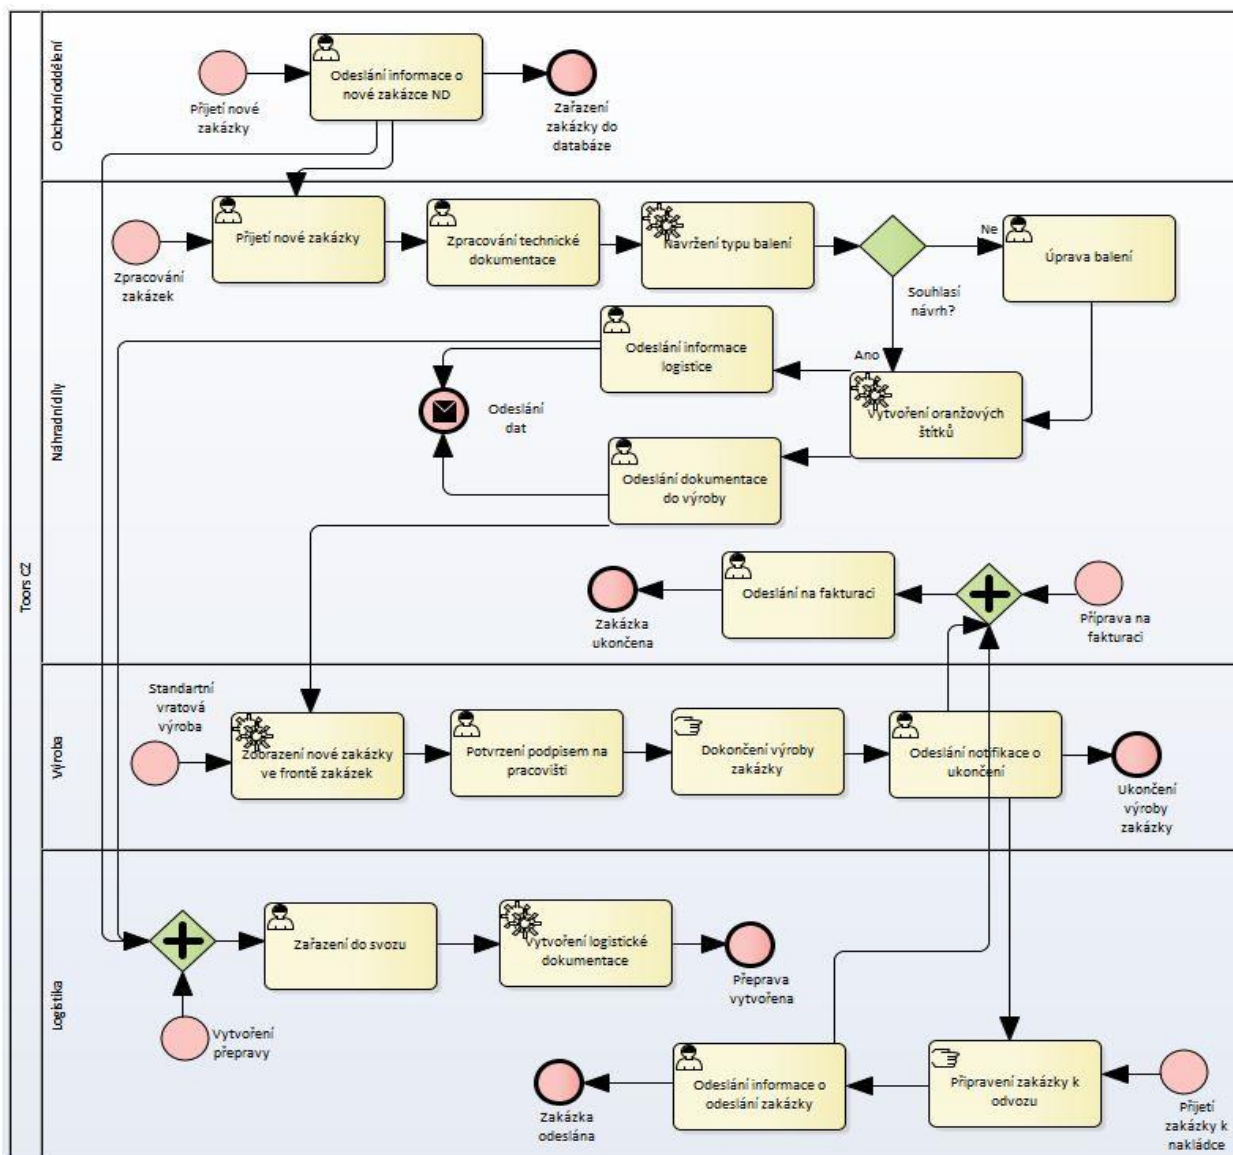 Toors CZ
Obchodní oddělení
Přijetí nové
zakázky
Odeslání informace o
nové zakázce ND
Zařazení
zakázky do
databáze
Náhradní díly
Zpracování
zakázek
Přijetí nové zakázky
Zpracování technické
dokumentace
Navržení typu balení
Souhlasí
návrh?
Ne
Úprava balení
Ano
Odeslání informace
logistice
Vytvoření oranžových
štítků
Odeslání
dat
Odeslání dokumentace
do výroby
Zakázka
ukončena
Odeslání na fakturaci
Příprava na
fakturaci
Výroba
Standartní
vratová
výroba
Zobrazení nové zakázky
ve frontě zakázek
Potvrzení podpisem na
pracovišti
Dokončení výroby
zakázky
Odeslání notifikace o
ukončení
Ukončení
výroby
zakázky
Logistika
Zařazení do svozu
Vytvoření logistické
dokumentace
Přeprava
vytvořena
Vytvoření
přepravy
Zakázka
odeslána
Odeslání informace o
odeslání zakázky
Připravení zakázky k
odvozu
Přijetí
zakázky k
nakládce